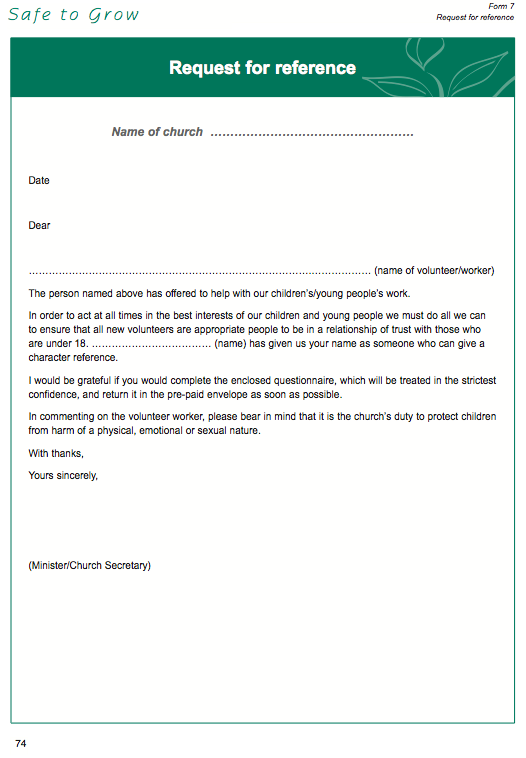 Safe to Grow
Form 7
Request for reference
Request for reference
Name of church ...................................................
Date
Dear
....................................................................................................... (name of volunteer/worker)
The person named above has offered to help with our children's/young people's work.
In order to act at all times in the best interests of our children and young people we must do all we can
to ensure that all new volunteers are appropriate people to be in a relationship of trust with those who
are under 18. .................................... (name) has given us your name as someone who can give a
character reference.
I would be grateful if you would complete the enclosed questionnaire, which will be treated in the strictest
confidence, and return it in the pre-paid envelope as soon as possible.
In commenting on the volunteer worker, please bear in mind that it is the church's duty to protect children
from harm of a physical, emotional or sexual nature.
With thanks,
Yours sincerely,
(Minister/Church Secretary)
74